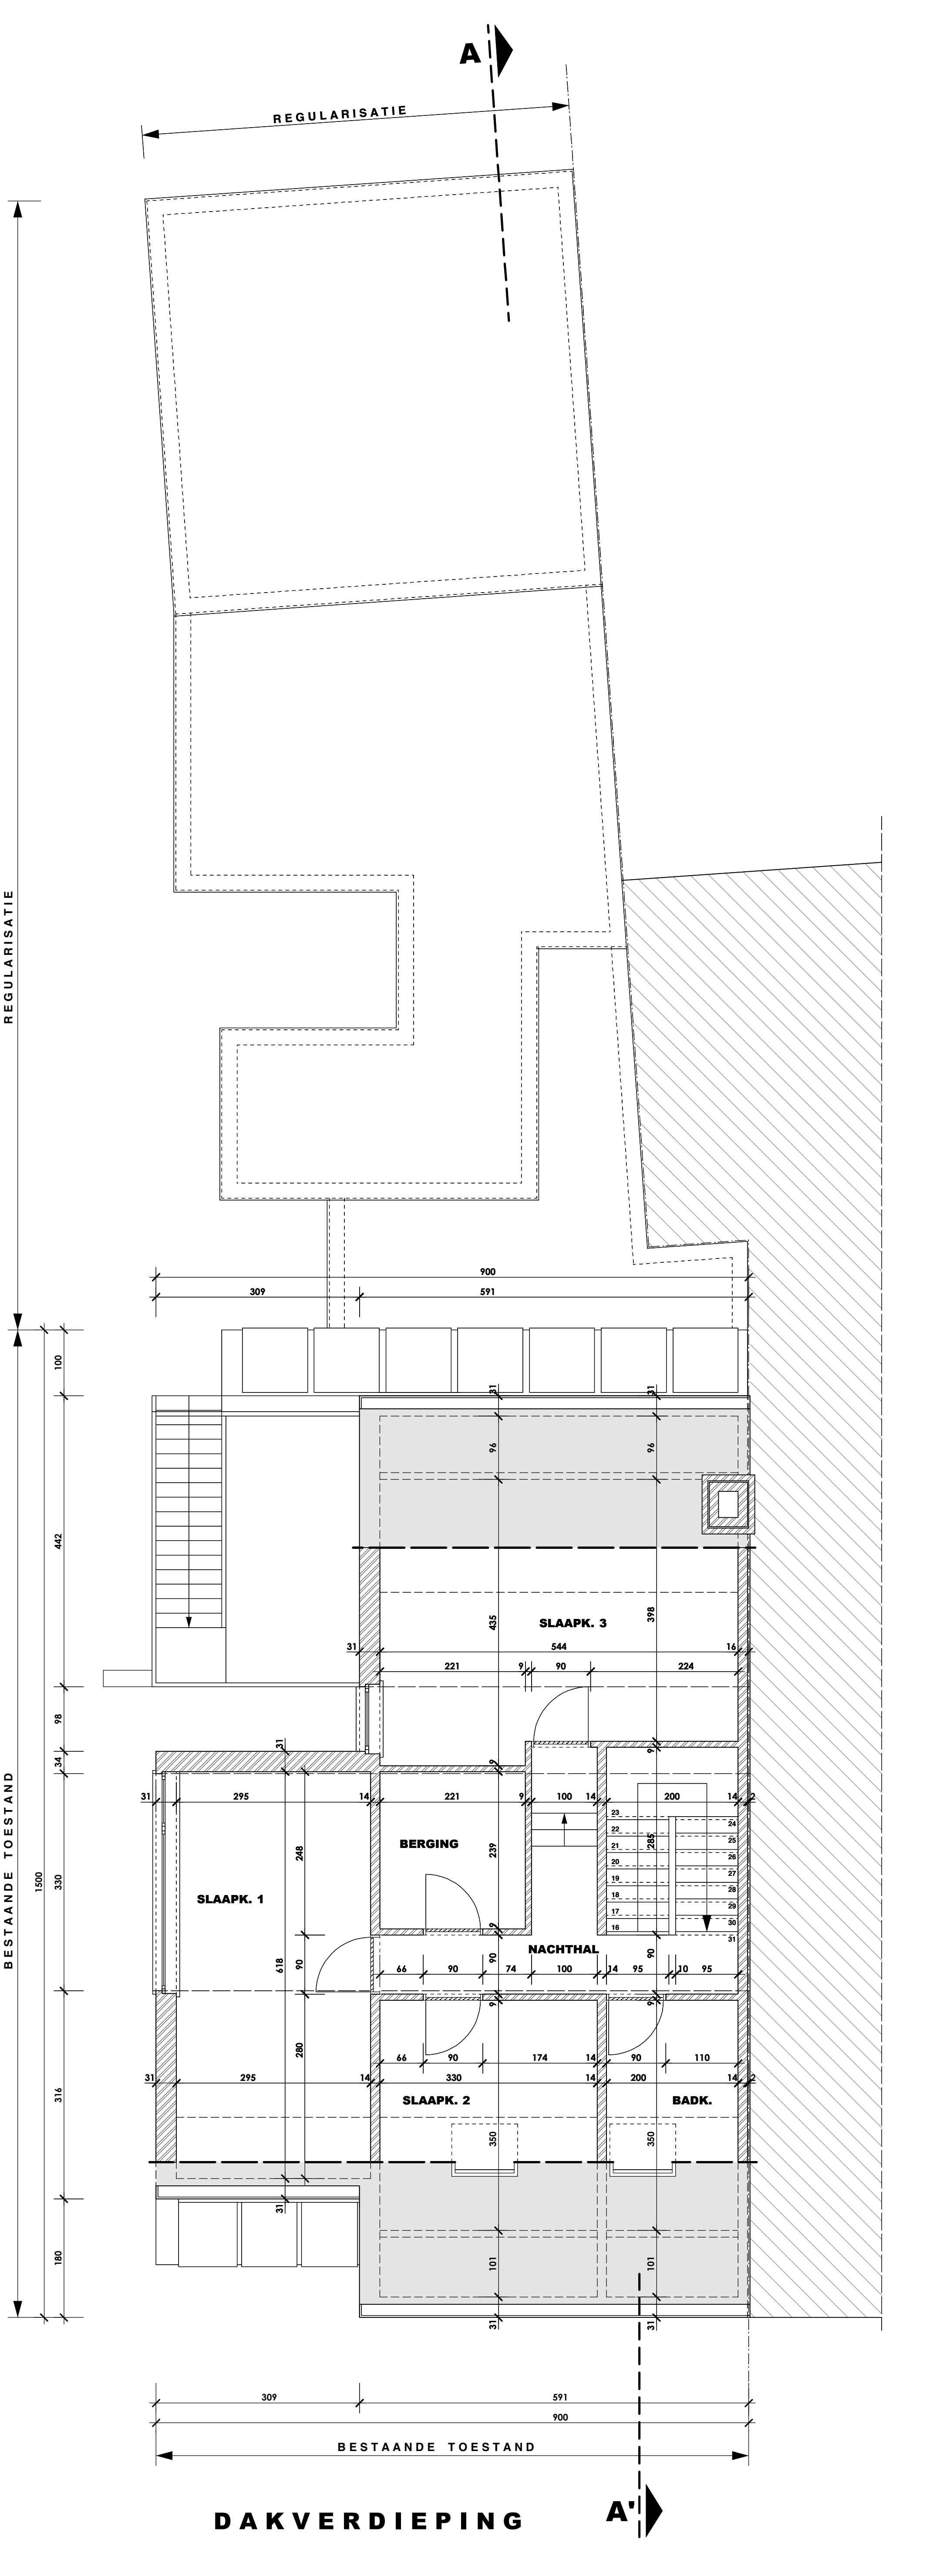 A
REGULARISATIE
REGULARISATIE
900
309 591
100
31 31
96 96
442
435 398
SLAAPK. 3
31 544 16
221 9 90 224
98
31
34
9 9
31 295 14 221 9 100 14 200 14 2
23 24
22 25
21 26
20 27
19 28
18 29
17 30
16 31
285
BERGING
239
248
SLAAPK. 1
330
1500
BESTAANDE TOESTAND
9
NACHTHAL
90 90
618
90
66 90 74 100 14 95 10 95
9 9
280
66 90 174 14 90 110
31 295 14 330 14 200 14 2
316
SLAAPK. 2 BADK.
350 350
31
180
101 101
31 31
309 591
900
BESTAANDE TOESTAND
DAKVERDIEPING
A'